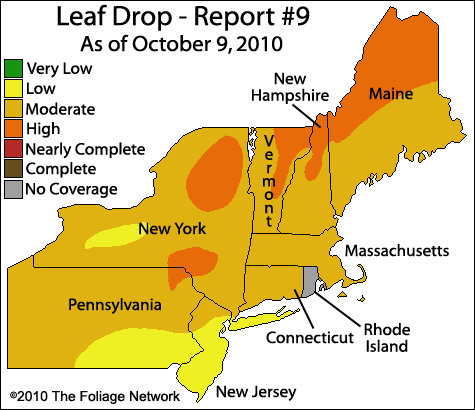 Leaf Drop - Report #9
As of October 9, 2010
Very Low
Low
Moderate
High
Nearly Complete
Complete
No Coverage
New
Hampshire
Maine
Vermont
New York
Massachusetts
Pennsylvania
Connecticut
Rhode
Island
New Jersey
©2010 The Foliage Network